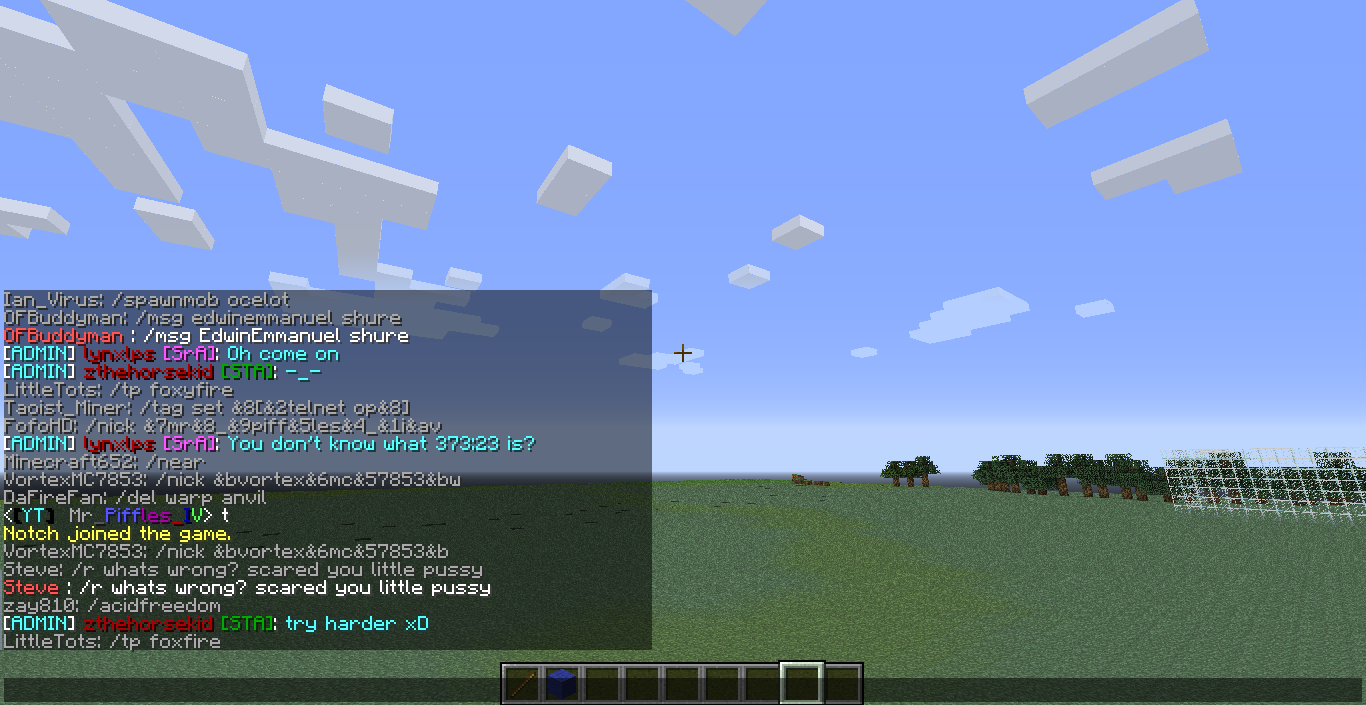 Ian_Virus: /spawnmob ocelot
OFBuddyman: /msg edwinemmanuel shure
OFBuddyman : /msg EdwinEmmanuel shure
[ADMIN] lynxlps [SrA]: Oh come on
[ADMIN] zthehorsekid [STA]: -_-
LittleTots: /tp foxyfire
Taoist_Miner: /tag set &8[&2telnet op&8]
FofoHD: /nick &7mr&8_&9piff&5les&4_&1i&av
[ADMIN] lynxlps [SrA]: You don't know what 373:23 is?
Minecraft652: /near
VortexMC7853: /nick &bvortex&6mc&57853&bw
DaFireFan: /del warp anvil
<[YT] Mr_Piffles_IV> t
Notch joined the game.
VortexMC7853: /nick &bvortex&6mc&57853&b
Steve: /r whats wrong? scared you little pussy
Steve : /r whats wrong? scared you little pussy
zay810: /acidfreedom
[ADMIN] zthehorsekid [STA]: try harder xD
LittleTots: /tp foxfire